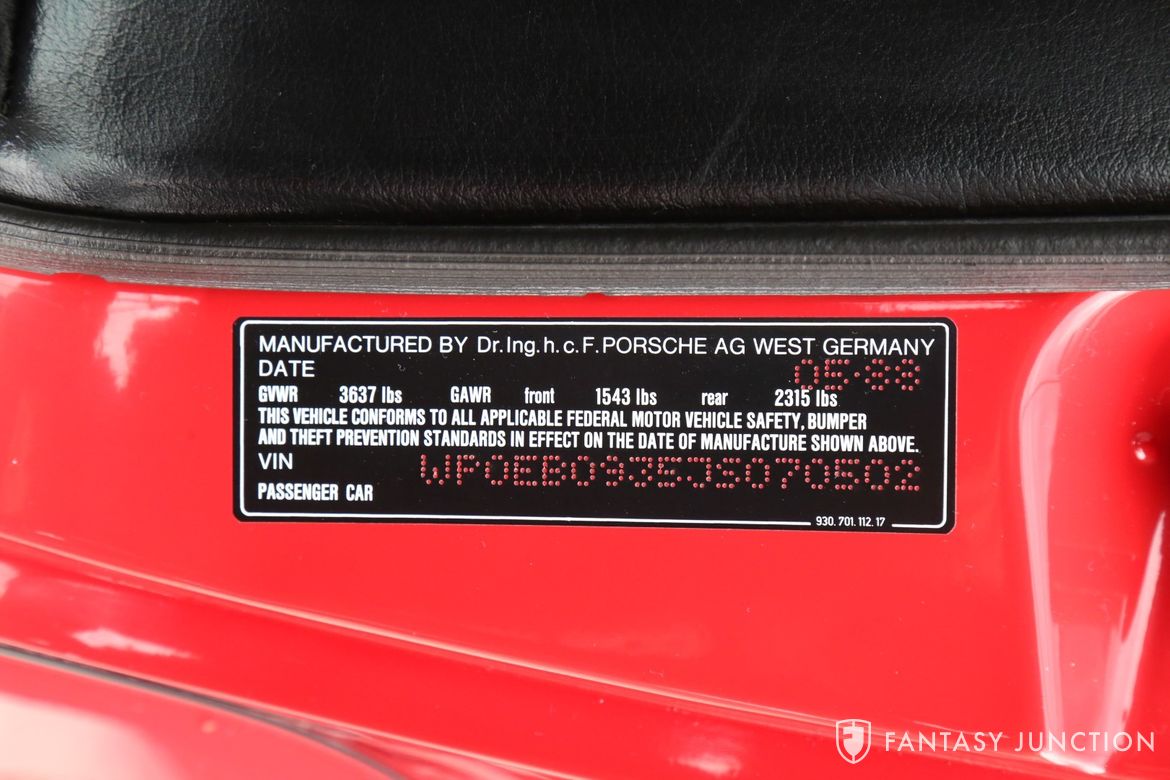 MANUFACTURED BY Dr.Ing.h.c.F.PORSCHE AG WEST GERMANY
DATE 05·88
GVWR 3637 lbs GAWR front 1543 lbs rear 2315 lbs
THIS VEHICLE CONFORMS TO ALL APPLICABLE FEDERAL MOTOR VEHICLE SAFETY, BUMPER
AND THEFT PREVENTION STANDARDS IN EFFECT ON THE DATE OF MANUFACTURE SHOWN ABOVE.
VIN WP0EB0935JS070502
PASSENGER CAR
930.701.112.17
FANTASY JUNCTION